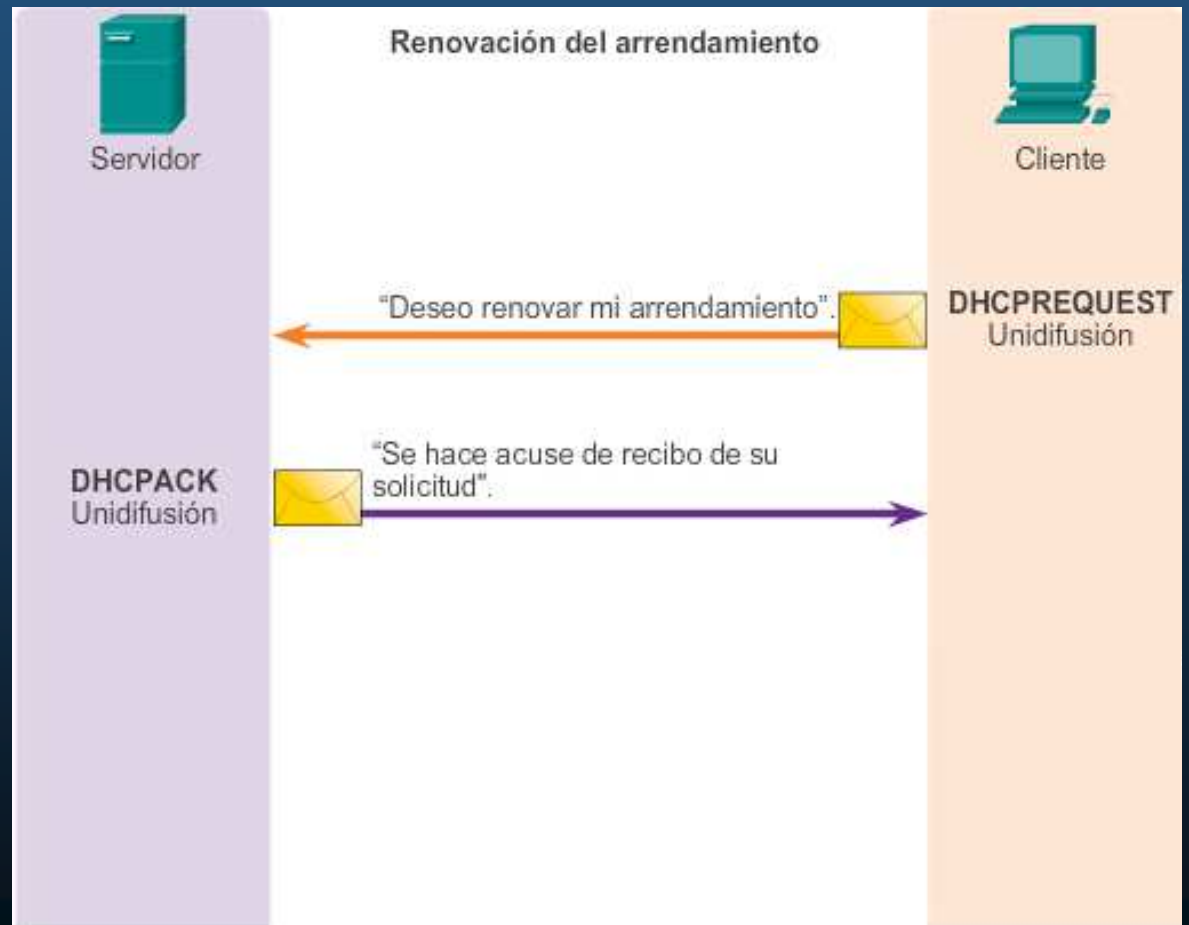 Renovación del arrendamiento
Servidor
Cliente
“Deseo renovar mi arrendamiento”.
DHCPREQUEST
Unidifusión
“Se hace acuse de recibo de su
solicitud”.
DHCPACK
Unidifusión